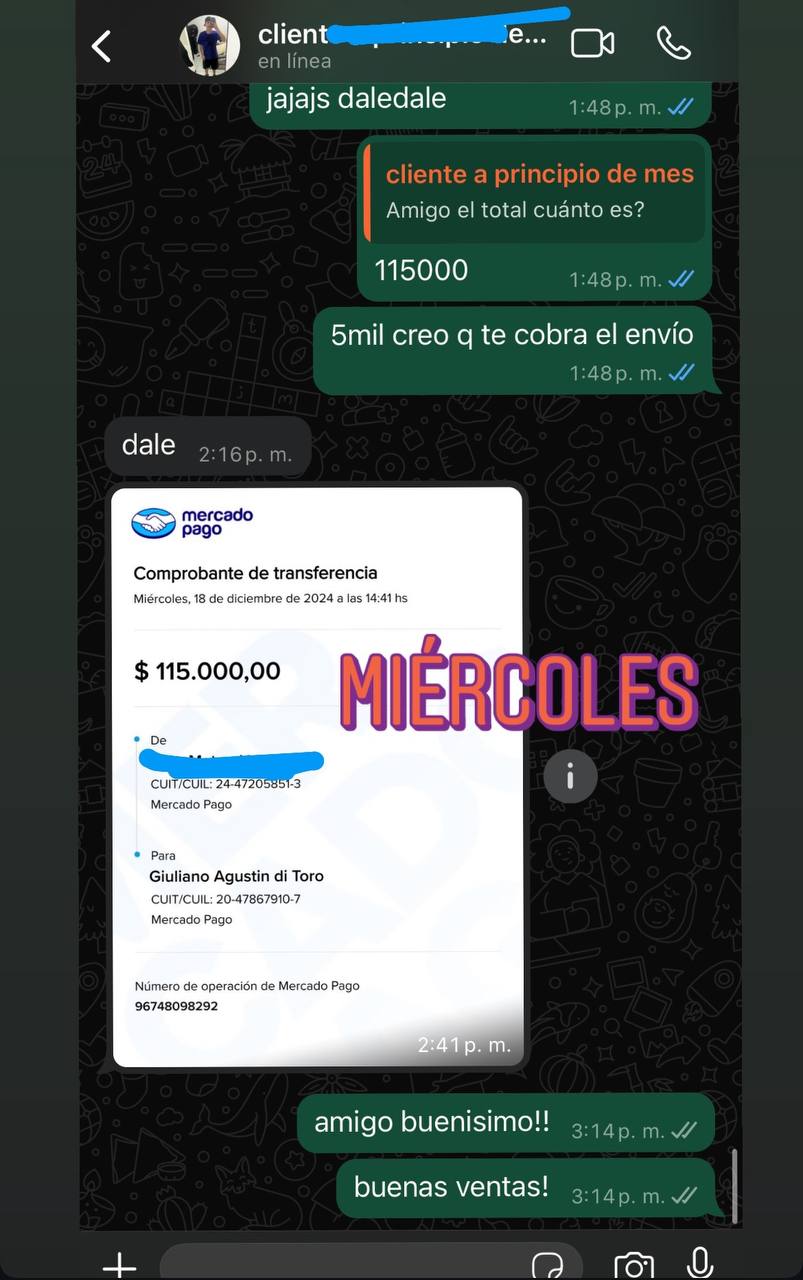 client
en línea
jajajs daledale
1:48 p. m.
cliente a principio de mes
Amigo el total cuánto es?
115000
1:48 p. m.
5mil creo q te cobra el envío
1:48 p. m.
dale
2:16 p. m.
mercado
pago
Comprobante de transferencia
Miércoles, 18 de diciembre de 2024 a las 14:41 hs
$ 115.000,00
MIÉRCOLES
De
CUIT/CUIL: 24-47205851-3
Mercado Pago
Para
Giuliano Agustin di Toro
CUIT/CUIL: 20-47867910-7
Mercado Pago
Número de operación de Mercado Pago
96748098292
2:41 p. m.
amigo buenisimo!!
3:14 p. m.
buenas ventas!
3:14 p. m.